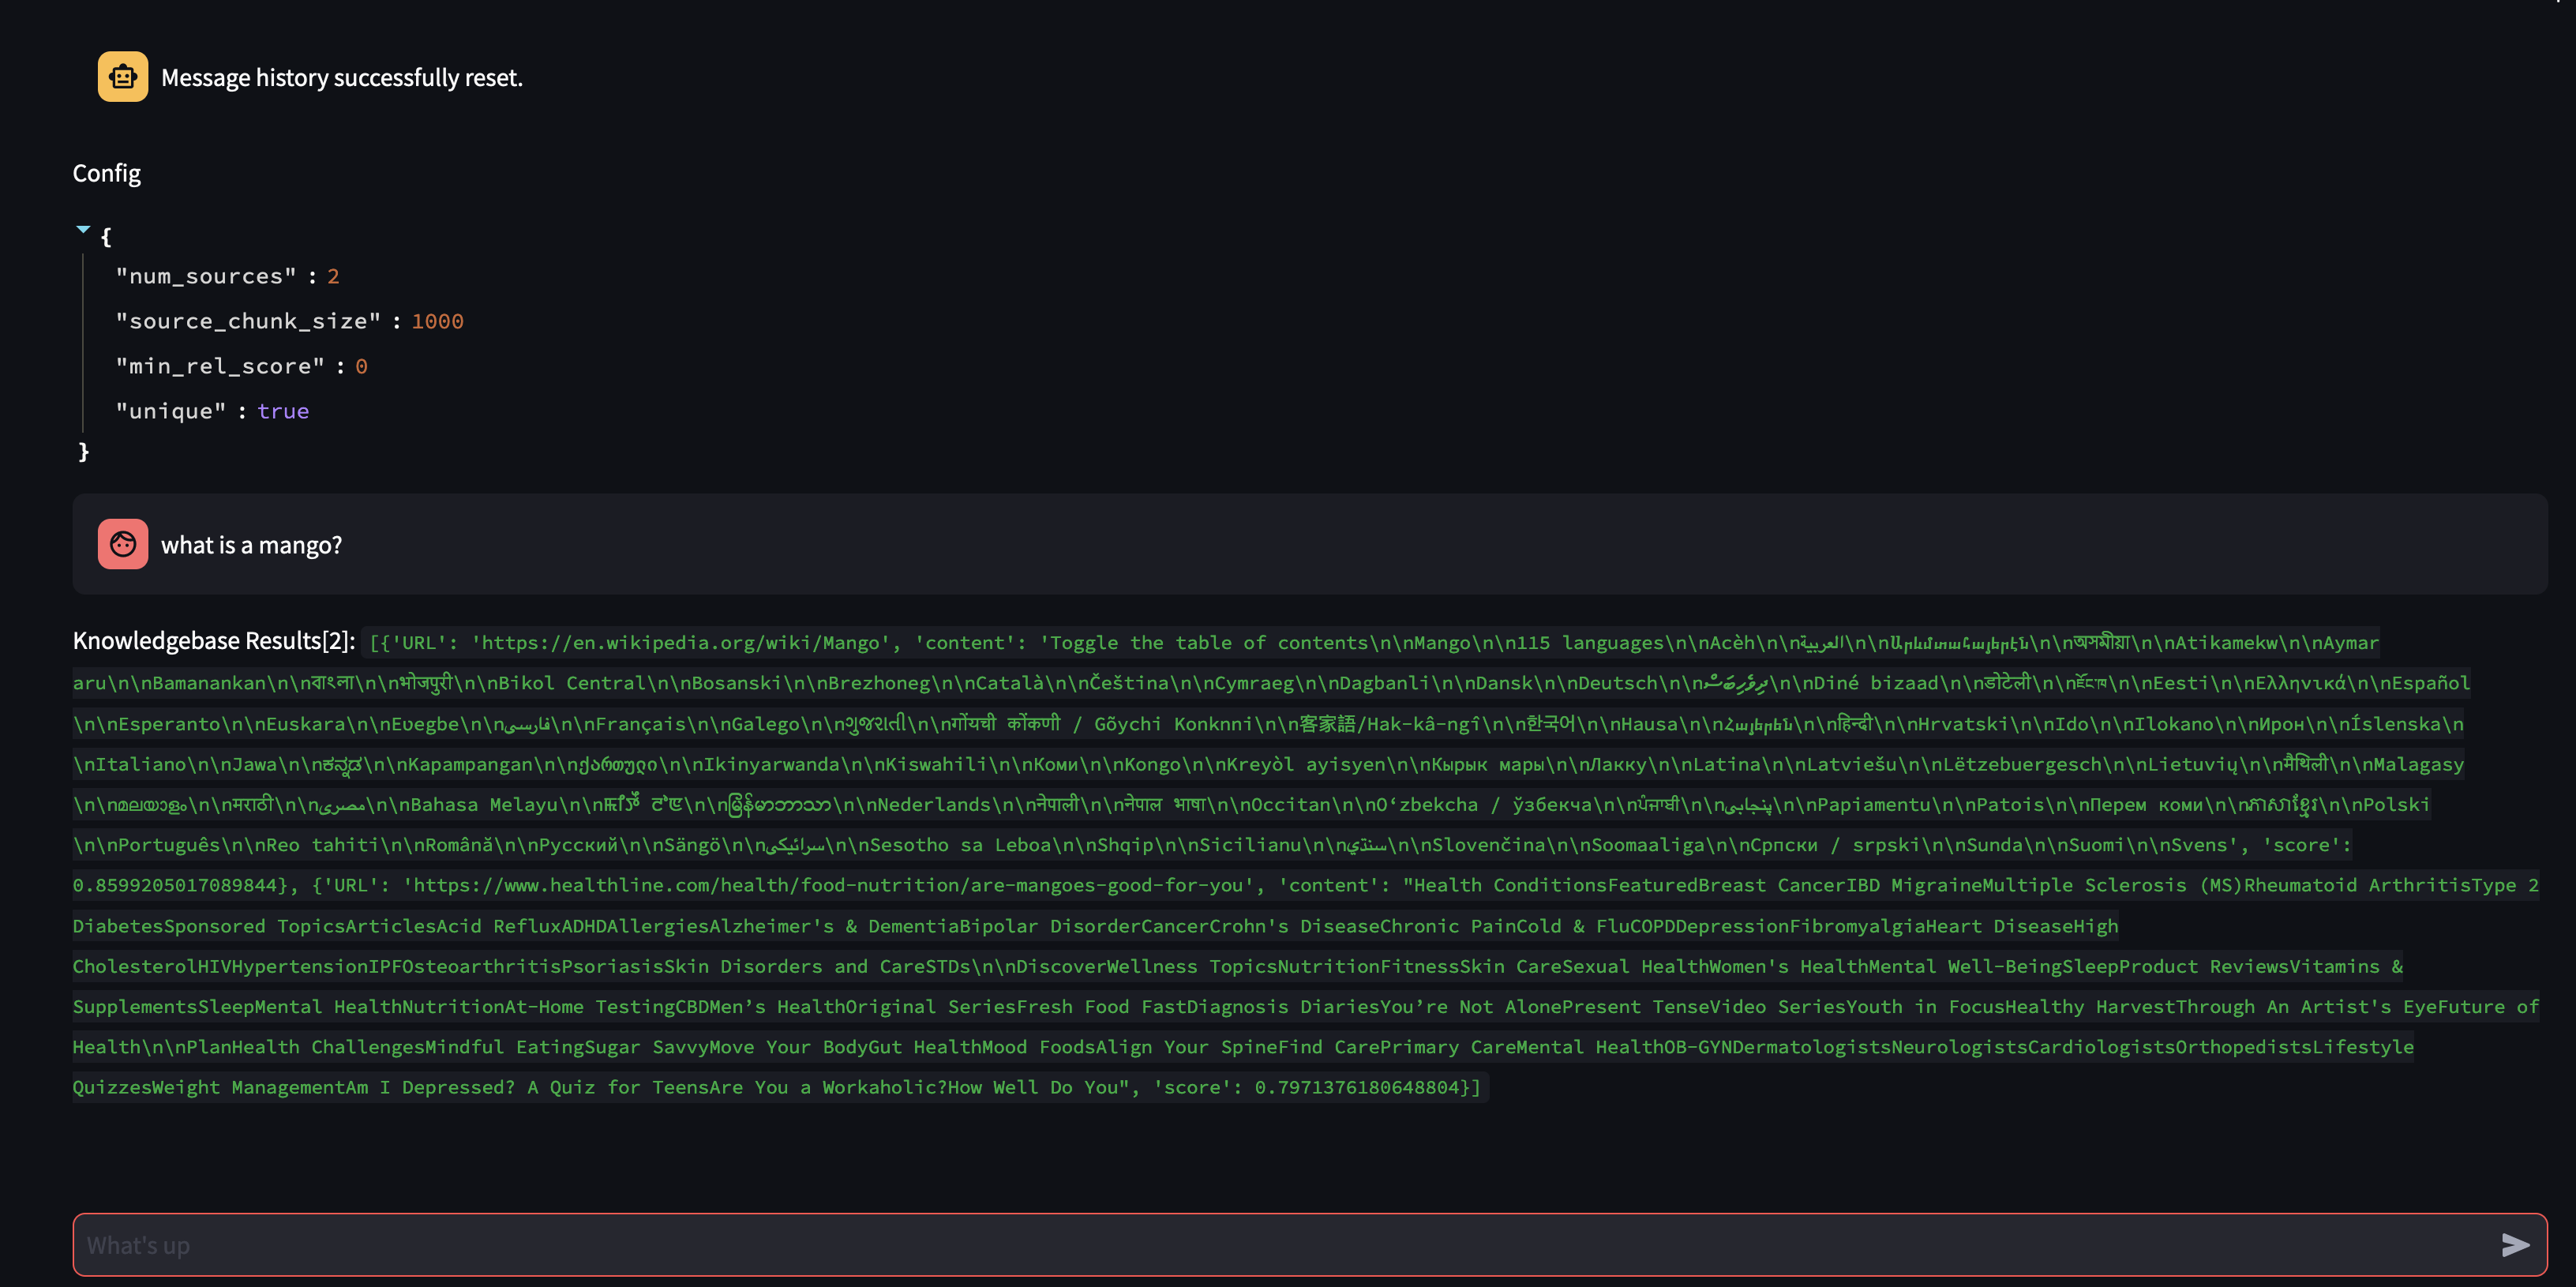 Message history successfully reset.
Config
{
"num_sources" : 2
"source_chunk_size" : 1000
"min_rel_score" : 0
"unique" : true
}
what is a mango?
Knowledgebase Results[2]: [{'URL': 'https://en.wikipedia.org/wiki/Mango', 'content': 'Toggle the table of contents\n\nMango\n\n115 languages\n\nAcèh\n\nالعربية\n\nԱրևմտահայերէն\n\nঅসমীয়া\n\nAtikamekw\n\nAymar
aru\n\nBamanankan\n\nবাংলা\n\nभोजपुरी\n\nBikol Central\n\nBosanski\n\nBrezhoneg\n\nCatalà\n\nČeština\n\nCymraeg\n\nDagbanli\n\nDansk\n\nDeutsch\n\nދިވެހިބަސް\n\nDiné bizaad\n\nडोटेली\n\nཇོང་ཁ\n\nEesti\n\nΕλληνικά\n\nEspañol
\n\nEsperanto\n\nEuskara\n\nEʋegbe\n\nفارسی\n\nFrançais\n\nGalego\n\nગુજરાતી\n\nगोंयची कोंकणी / Gõychi Konknni\n\n客家語/Hak-kâ-ngî\n\n한국어\n\nHausa\n\nՀայերեն\n\nहिन्दी\n\nHrvatski\n\nIdo\n\nIlokano\n\nИрон\n\nÍslenska\n
\nItaliano\n\nJawa\n\nಕನ್ನಡ\n\nKapampangan\n\nქართული\n\nIkinyarwanda\n\nKiswahili\n\nКоми\n\nKongo\n\nKreyòl ayisyen\n\nКырык мары\n\nЛакку\n\nLatina\n\nLatviešu\n\nLëtzebuergesch\n\nLietuvių\n\nमैथिली\n\nMalagasy
\n\nമലയാളം\n\nमराठी\n\nمصرى\n\nBahasa Melayu\n\nꯃꯤꯇꯩ ꯂꯣꯟ\n\nမြန်မာဘာသာ\n\nNederlands\n\nनेपाली\n\nनेपाल भाषा\n\nOccitan\n\nOʻzbekcha / ўзбекча\n\nਪੰਜਾਬੀ\n\nپنجابی\n\nPapiamentu\n\nPatois\n\nПерем коми\n\nភាសាខ្មែរ\n\nPolski
\n\nPortuguês\n\nReo tahiti\n\nRomână\n\nРусский\n\nSängö\n\nسرائیکی\n\nSesotho sa Leboa\n\nShqip\n\nSicilianu\n\nسنڌي\n\nSlovenčina\n\nSoomaaliga\n\nСрпски / srpski\n\nSunda\n\nSuomi\n\nSvens', 'score':
0.8599205017089844}, {'URL': 'https://www.healthline.com/health/food-nutrition/are-mangoes-good-for-you', 'content': "Health ConditionsFeaturedBreast CancerIBD MigraineMultiple Sclerosis (MS)Rheumatoid ArthritisType 2
DiabetesSponsored TopicsArticlesAcid RefluxADHDAllergiesAlzheimer's & DementiaBipolar DisorderCancerCrohn's DiseaseChronic PainCold & FluCOPDDepressionFibromyalgiaHeart DiseaseHigh
CholesterolHIVHypertensionIPFOsteoarthritisPsoriasisSkin Disorders and CareSTDs\n\nDiscoverWellness TopicsNutritionFitnessSkin CareSexual HealthWomen's HealthMental Well-BeingSleepProduct ReviewsVitamins &
SupplementsSleepMental HealthNutritionAt-Home TestingCBDMen’s HealthOriginal SeriesFresh Food FastDiagnosis DiariesYou’re Not AlonePresent TenseVideo SeriesYouth in FocusHealthy HarvestThrough An Artist's EyeFuture of
Health\n\nPlanHealth ChallengesMindful EatingSugar SavvyMove Your BodyGut HealthMood FoodsAlign Your SpineFind CarePrimary CareMental HealthOB-GYNDermatologistsNeurologistsCardiologistsOrthopedistsLifestyle
QuizzesWeight ManagementAm I Depressed? A Quiz for TeensAre You a Workaholic?How Well Do You", 'score': 0.7971376180648804}]
What's up